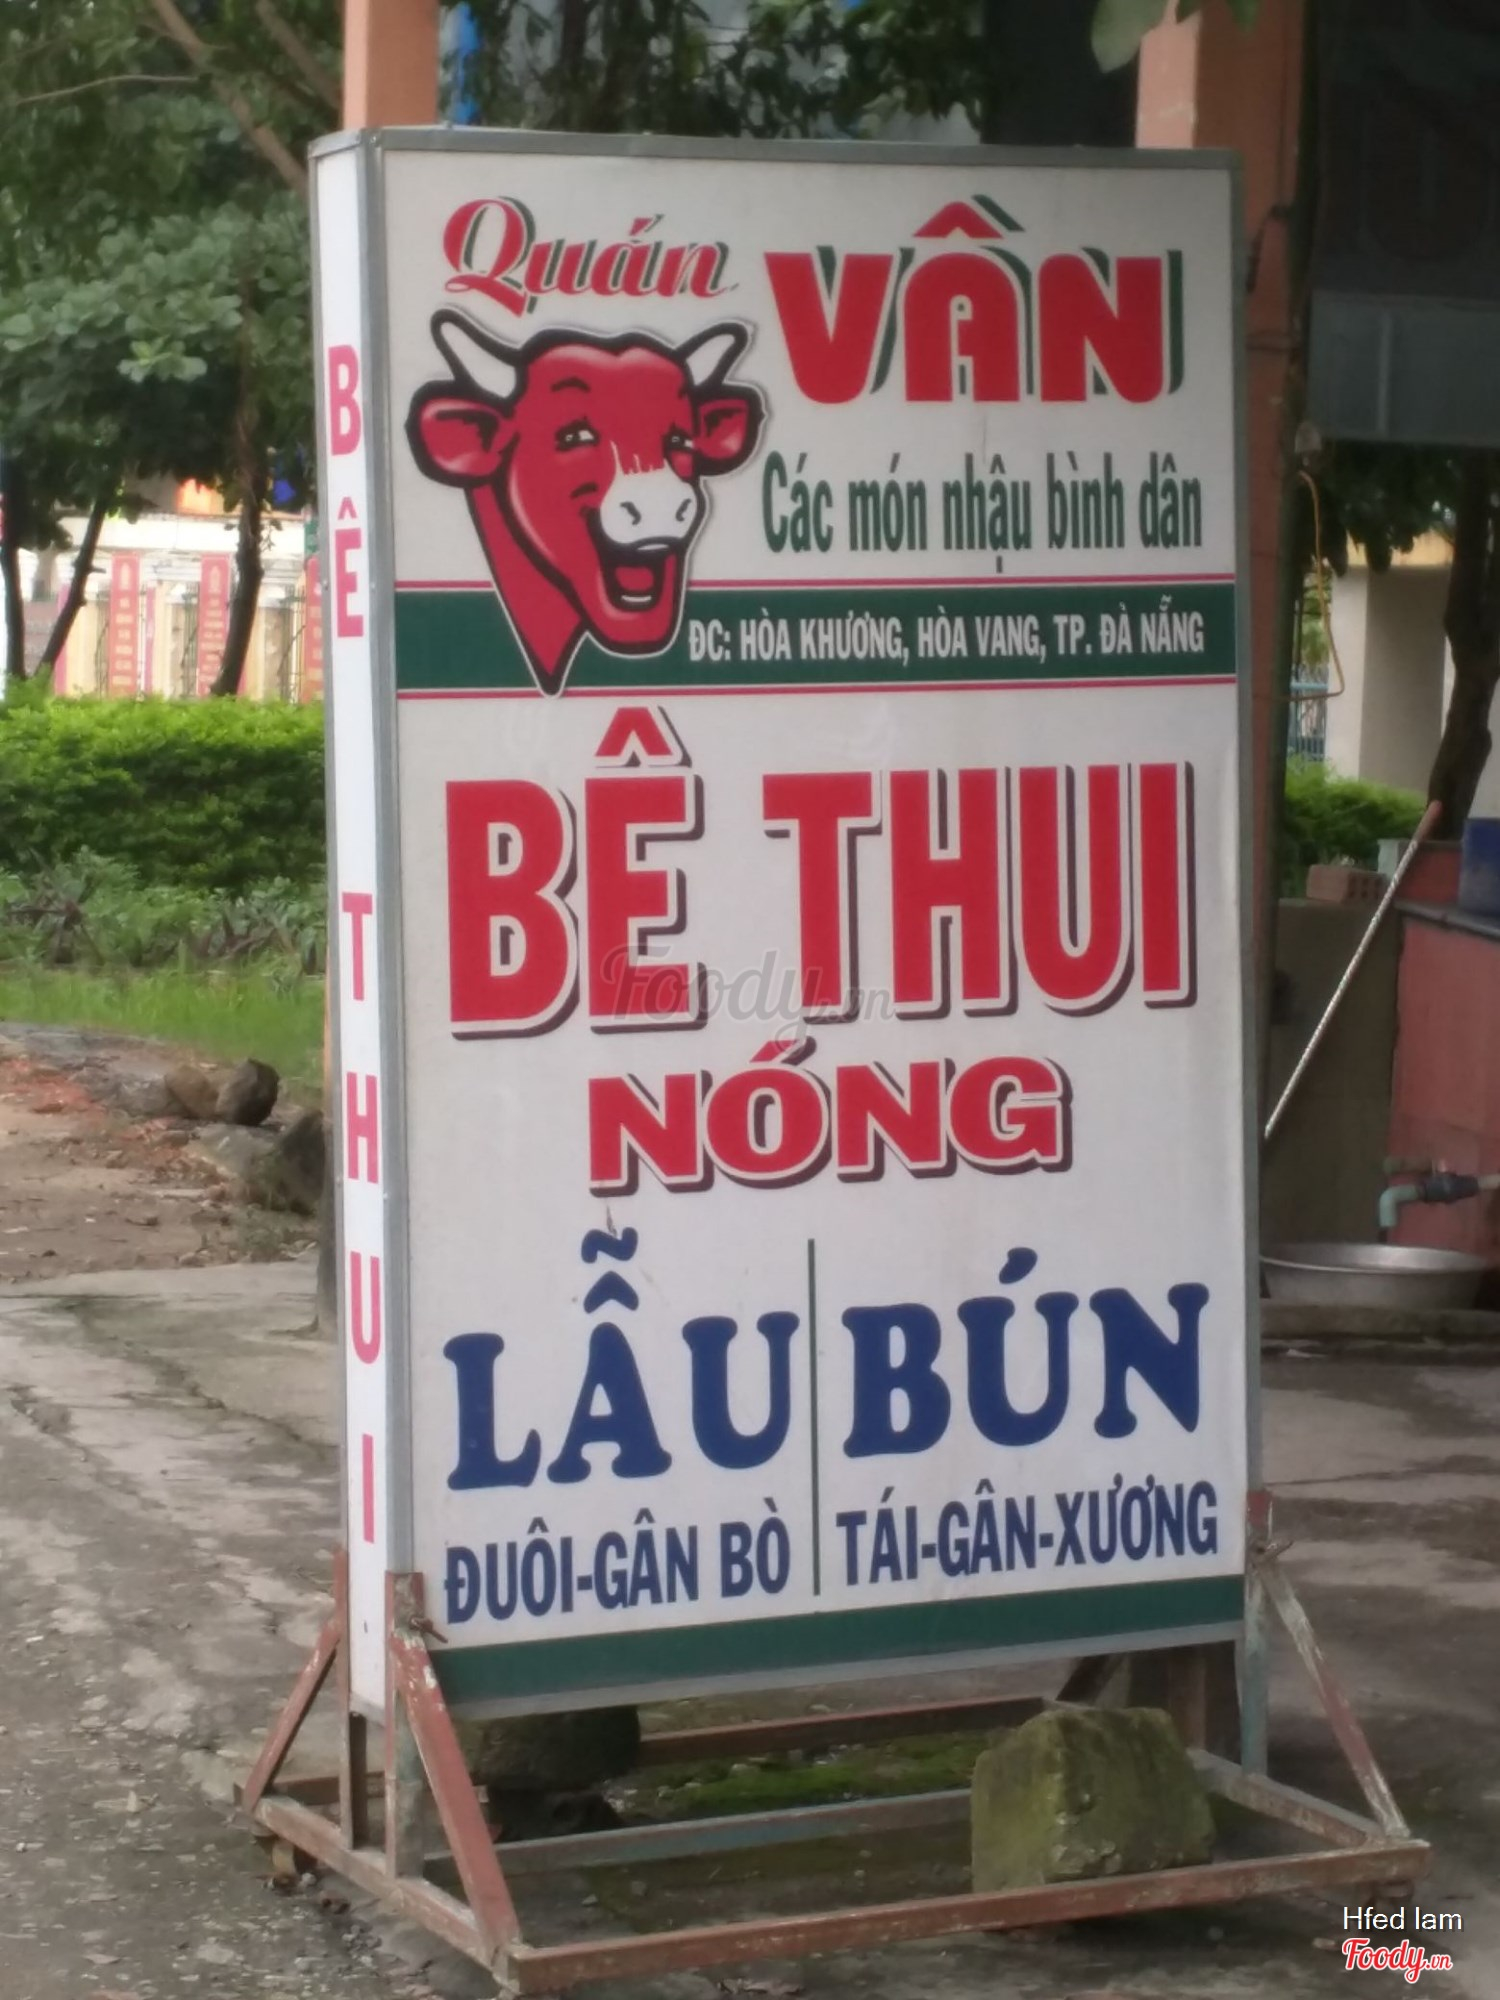 Quán VÂN
Các món nhậu bình dân
ĐC: HÒA KHƯƠNG, HÒA VANG, TP. ĐÀ NẴNG
BÊ THUI
NÓNG
LẪU
ĐUÔI-GÂN BÒ
BÚN
TÁI-GÂN-XƯƠNG
BÊ THUI
Foody.vn
Hfed lam
Foody.vn